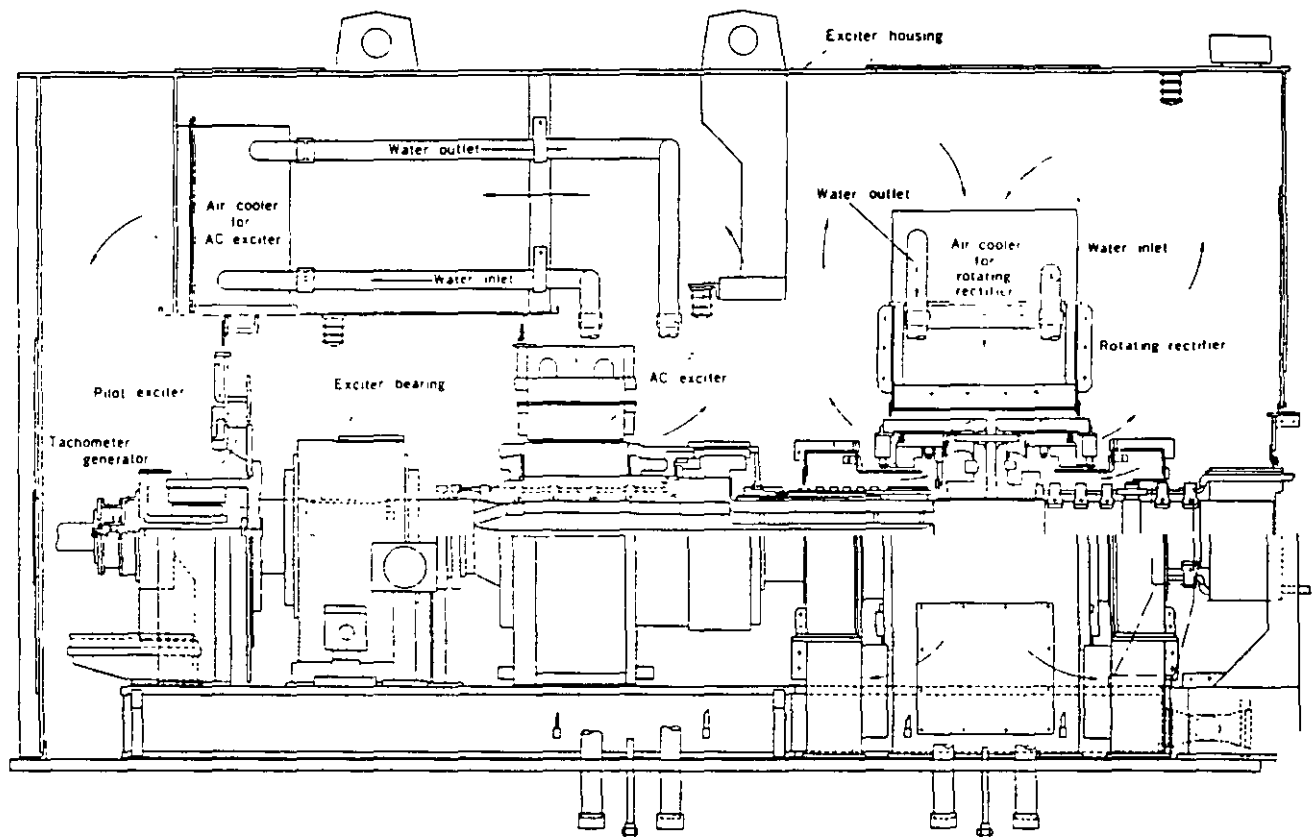 Exciter housing
Water outlet
Air cooler
for
AC exciter
Water inlet
Water outlet
Air cooler
for
rotating
rectifier
Water inlet
Rotating rectifier
Pilot exciter
Exciter bearing
AC exciter
Tachometer
generator